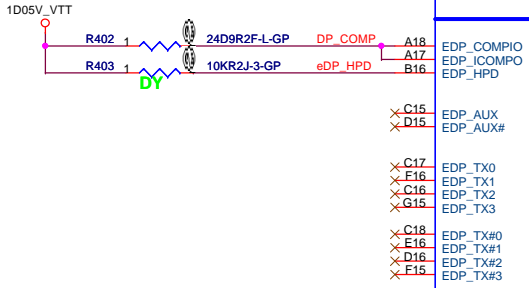 1D05V_VTT
R402 1 2 24D9R2F-L-GP DP_COMP A18 EDP_COMPIO
A17 EDP_ICOMPO
R403 1 2 10KR2J-3-GP eDP_HPD B16 EDP_HPD
DY
C15 EDP_AUX
D15 EDP_AUX#
C17 EDP_TX0
F16 EDP_TX1
C16 EDP_TX2
G15 EDP_TX3
C18 EDP_TX#0
E16 EDP_TX#1
D16 EDP_TX#2
F15 EDP_TX#3